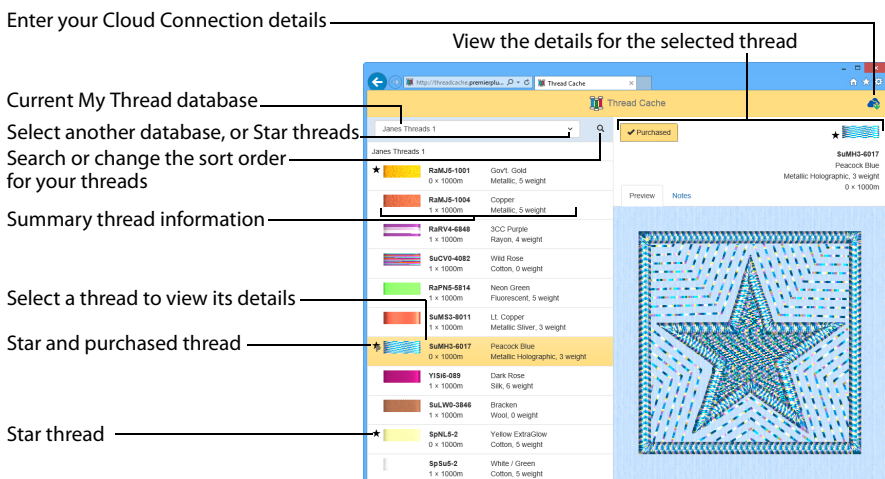 Enter your Cloud Connection details
View the details for the selected thread
http://threadcache.premierplu...
Thread Cache
Thread Cache
Current My Thread database
Janes Threads 1
Purchased
Select another database, or Star threads
Search or change the sort order
for your threads
Janes Threads 1
SuMH3-6017
Peacock Blue
Metallic Holographic, 3 weight
0 × 1000m
Preview Notes
RaMJ5-1001 Gov't. Gold
0 × 1000m Metallic, 5 weight
RaMJ5-1004 Copper
1 × 1000m Metallic, 5 weight
Summary thread information
RaRV4-6848 3CC Purple
1 × 1000m Rayon, 4 weight
SuCV0-4082 Wild Rose
1 × 1000m Cotton, 0 weight
Select a thread to view its details
RaPN5-5814 Neon Green
1 × 1000m Fluorescent, 5 weight
SuMS3-8011 Lt. Copper
1 × 1000m Metallic Sliver, 3 weight
Star and purchased thread
SuMH3-6017 Peacock Blue
0 × 1000m Metallic Holographic, 3 weight
YISI6-089 Dark Rose
1 × 1000m Silk, 6 weight
SuLW0-3846 Bracken
1 × 1000m Wool, 0 weight
Star thread
SpNL5-2 Yellow ExtraGlow
0 × 1000m Cotton, 5 weight
SpSu5-2 White / Green
1 × 1000m Cotton, 5 weight